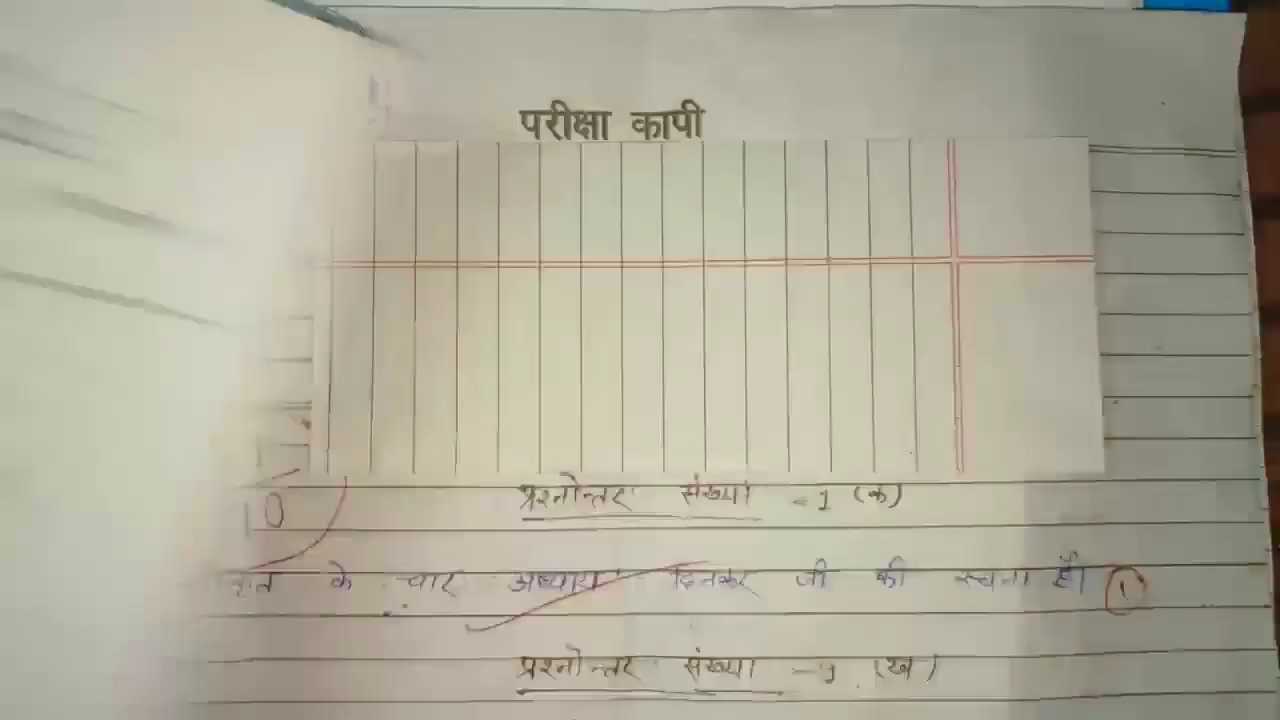 परीक्षा कापी
प्रश्नोत्तर संख्या -1 (क)
10
के चार अध्याय दिनकर जी की रचना है। 1
प्रश्नोत्तर संख्या -1 (ख)